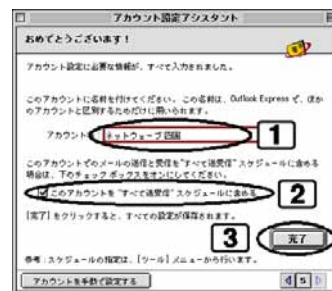 アカウント設定アシスタント
おめでとうございます！
アカウント設定に必要な情報が、すべて入力されました。
このアカウントに名前を付けてください。この名前は、Outlook Express で、ほか
のアカウントと区別するためだけに用いられます。
アカウント ネットウェーブ四国
1
このアカウントでのメールの送信と受信を"すべて送受信"スケジュールに含める
場合は、下のチェック ボックスをオンにしてください。
このアカウントを"すべて送受信"スケジュールに含める
2
[完了]をクリックすると、すべての設定が保存されます。
3
完了
参考：スケジュールの指定は、[ツール]メニューから行います。
アカウントを手動で設定する
5